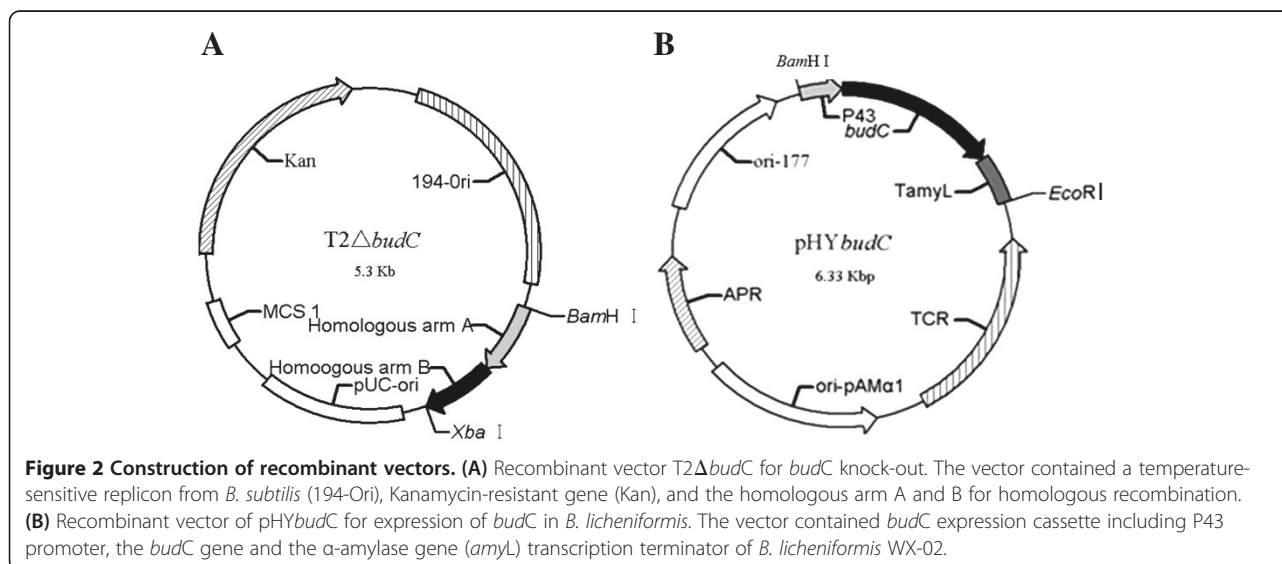 A
Kan
194-0ri
T2△budC
5.3 Kb
MCS 1
Homologous arm A
BamH I
Homoogous arm B
pUC-ori
Xba I
B
BamH I
P43
budC
ori-177
TamyL
EcoR I
pHYbudC
6.33 Kbp
APR
TCR
ori-pAMα1
Figure 2 Construction of recombinant vectors. (A) Recombinant vector T2ΔbudC for budC knock-out. The vector contained a temperature-
sensitive replicon from B. subtilis (194-Ori), Kanamycin-resistant gene (Kan), and the homologous arm A and B for homologous recombination.
(B) Recombinant vector of pHYbudC for expression of budC in B. licheniformis. The vector contained budC expression cassette including P43
promoter, the budC gene and the α-amylase gene (amyL) transcription terminator of B. licheniformis WX-02.